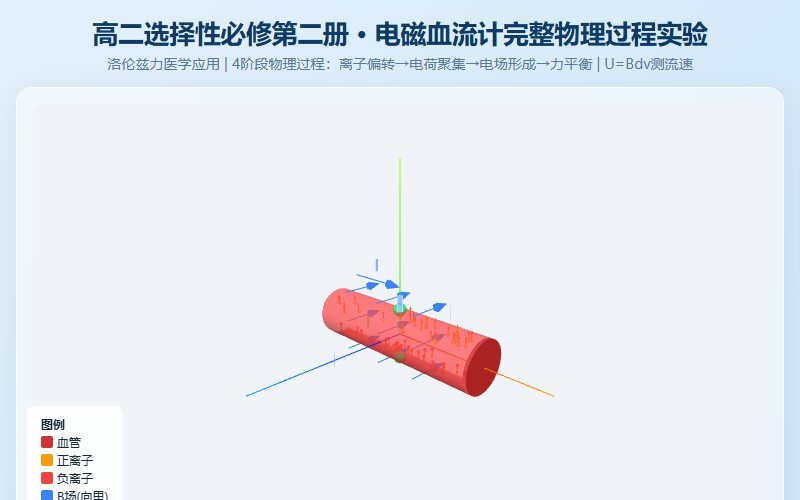 高二选择性必修第二册 · 电磁血流计完整物理过程实验
洛伦兹力医学应用 | 4阶段物理过程：离子偏转→电荷聚集→电场形成→力平衡 | U=Bdv测流速
图例
血管
正离子
负离子
B场(向里)